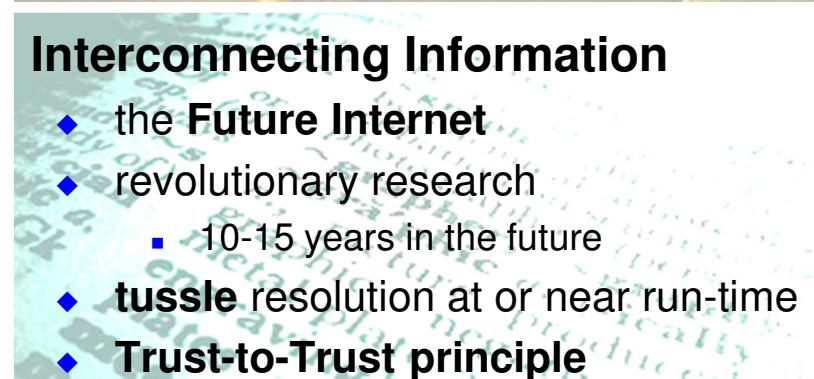 Interconnecting Information
the Future Internet
revolutionary research
10-15 years in the future
tussle resolution at or near run-time
Trust-to-Trust principle